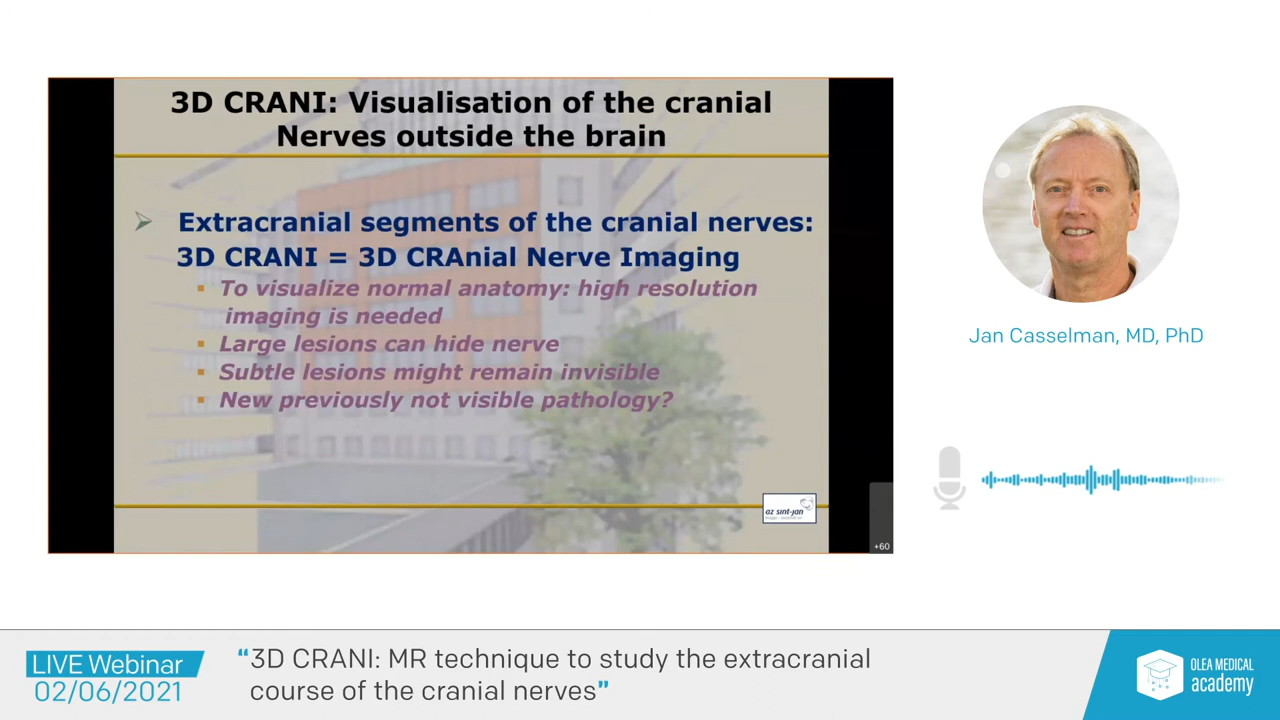 3D CRANI: Visualisation of the cranial
Nerves outside the brain
Extracranial segments of the cranial nerves:
3D CRANI = 3D CRAnial Nerve Imaging
To visualize normal anatomy: high resolution
imaging is needed
Large lesions can hide nerve
Subtle lesions might remain invisible
New previously not visible pathology?
az sint-jan
+60
Jan Casselman, MD, PhD
LIVE Webinar
02/06/2021
“3D CRANI: MR technique to study the extracranial
course of the cranial nerves”
OLEA MEDICAL
academy